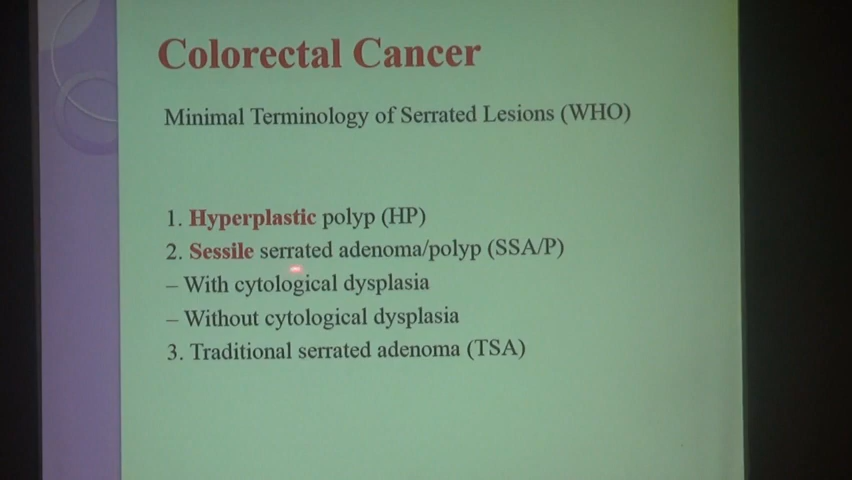 Colorectal Cancer
Minimal Terminology of Serrated Lesions (WHO)
1. Hyperplastic polyp (HP)
2. Sessile serrated adenoma/polyp (SSA/P)
– With cytological dysplasia
– Without cytological dysplasia
3. Traditional serrated adenoma (TSA)